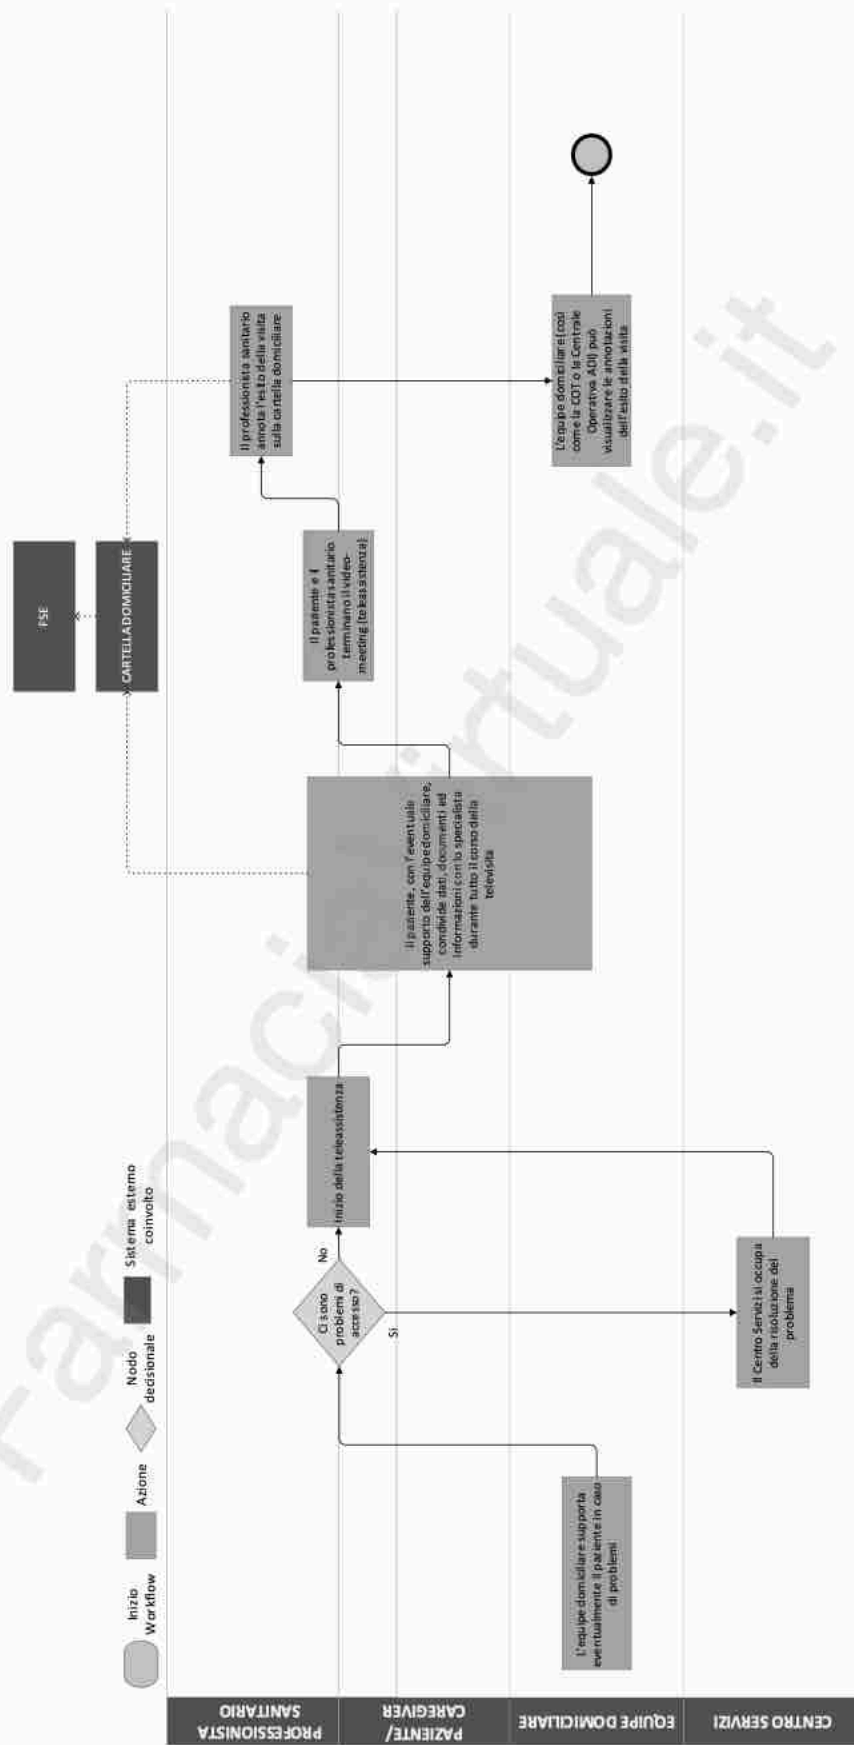 Inizio
Workflow
Azione
Nodo
decisionale
Sistema esterno
coinvolto
FSE
CARTELLA DOMICILIARE
PROFESSIONISTA
SANITARIO
PAZIENTE/
CAREGIVER
EQUIPE DOMICILIARE
CENTRO SERVIZI
L'equipe domiciliare supporta
eventualmente il paziente in caso
di problemi
Ci sono
problemi di
accesso?
No
Si
Il Centro Servizi si occupa
della risoluzione del
problema
Inizio della teleassistenza
Il paziente, con l'eventuale
supporto dell'equipe domiciliare,
condivide dati, documenti ed
informazioni con lo specialista
durante tutto il corso della
televisita
Il paziente e il
professionista sanitario
terminano il video-
meeting (teleassistenza)
Il professionista sanitario
annota l'esito della visita
sulla cartella domiciliare
L'equipe domiciliare (così
come la COT o la Centrale
Operativa ADI) può
visualizzare le annotazioni
dell'esito della visita
Farmaciavirtuale.it